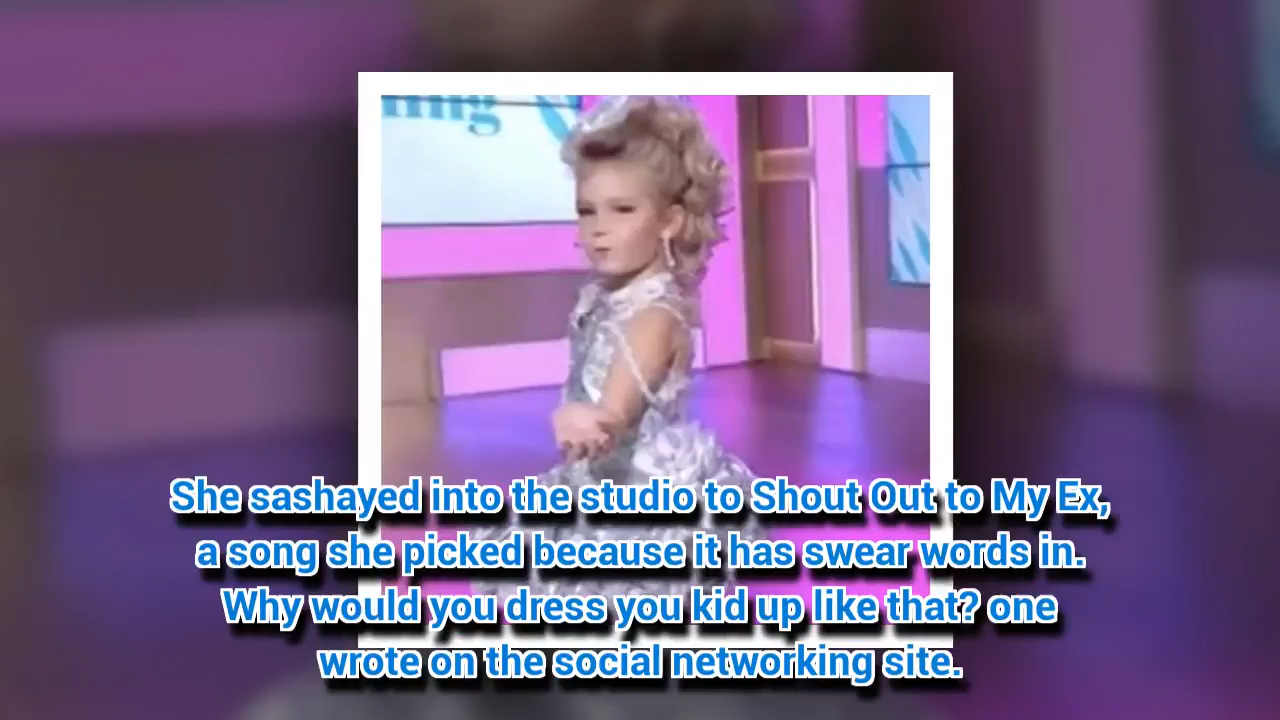 ning
She sashayed into the studio to Shout Out to My Ex,
a song she picked because it has swear words in.
Why would you dress you kid up like that? one
wrote on the social networking site.